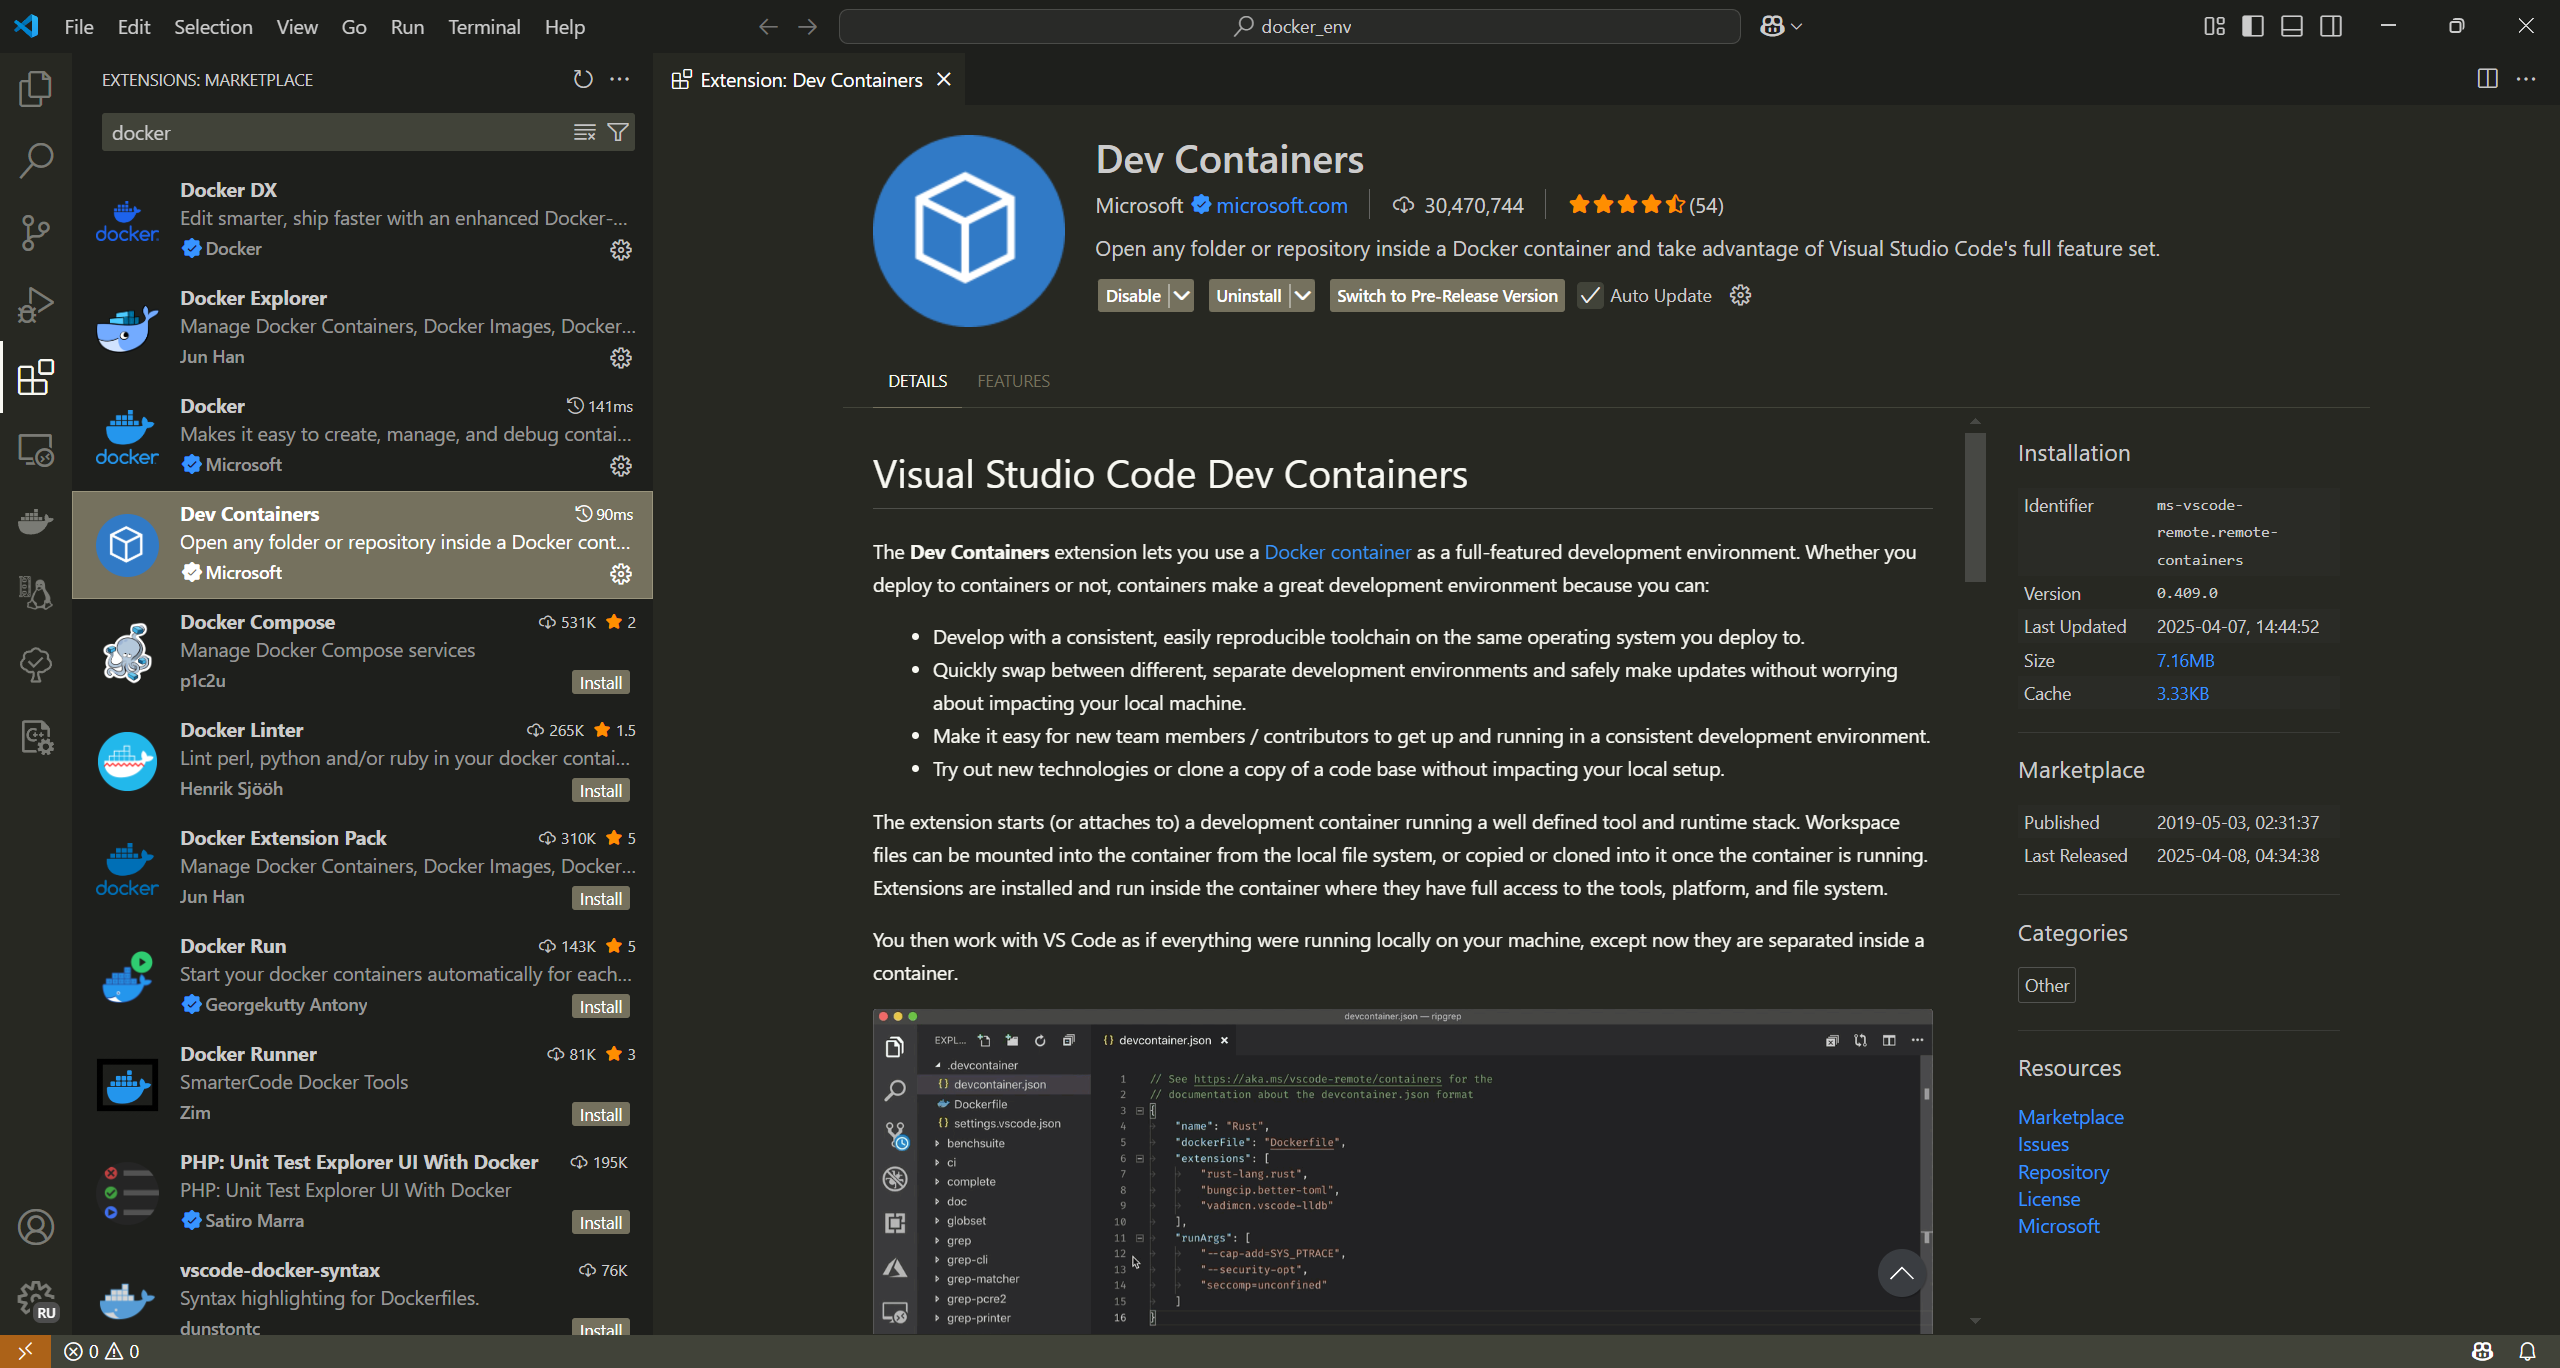 File Edit Selection View Go Run Terminal Help
docker_env
EXTENSIONS: MARKETPLACE
docker
Docker DX
Edit smarter, ship faster with an enhanced Docker-...
Docker
Docker Explorer
Manage Docker Containers, Docker Images, Docker...
Jun Han
Docker 141ms
Makes it easy to create, manage, and debug contai...
Microsoft
docker
Dev Containers 90ms
Open any folder or repository inside a Docker cont...
Microsoft
Docker Compose 531K 2
Manage Docker Compose services
p1c2u Install
Docker Linter 265K 1.5
Lint perl, python and/or ruby in your docker contai...
Henrik Sjööh Install
Docker Extension Pack 310K 5
Manage Docker Containers, Docker Images, Docker...
docker
Jun Han Install
Docker Run 143K 5
Start your docker containers automatically for each...
Georgekutty Antony Install
Docker Runner 81K 3
SmarterCode Docker Tools
Zim Install
PHP: Unit Test Explorer UI With Docker 195K
PHP: Unit Test Explorer UI With Docker
Satiro Marra Install
vscode-docker-syntax 76K
Syntax highlighting for Dockerfiles.
dunstontc Install
RU
0 0
Extension: Dev Containers
Dev Containers
Microsoft microsoft.com 30,470,744 (54)
Open any folder or repository inside a Docker container and take advantage of Visual Studio Code's full feature set.
Disable Uninstall Switch to Pre-Release Version Auto Update
DETAILS FEATURES
Visual Studio Code Dev Containers
The Dev Containers extension lets you use a Docker container as a full-featured development environment. Whether you
deploy to containers or not, containers make a great development environment because you can:
• Develop with a consistent, easily reproducible toolchain on the same operating system you deploy to.
• Quickly swap between different, separate development environments and safely make updates without worrying
about impacting your local machine.
• Make it easy for new team members / contributors to get up and running in a consistent development environment.
• Try out new technologies or clone a copy of a code base without impacting your local setup.
The extension starts (or attaches to) a development container running a well defined tool and runtime stack. Workspace
files can be mounted into the container from the local file system, or copied or cloned into it once the container is running.
Extensions are installed and run inside the container where they have full access to the tools, platform, and file system.
You then work with VS Code as if everything were running locally on your machine, except now they are separated inside a
container.
devcontainer.json — ripgrep
EXPL...
.devcontainer
{} devcontainer.json
Dockerfile
{} settings.vscode.json
benchsuite
ci
complete
doc
globset
grep
grep-cli
grep-matcher
grep-pcre2
grep-printer
{} devcontainer.json
1 // See https://aka.ms/vscode-remote/containers for the
2 // documentation about the devcontainer.json format
3 {
4 "name": "Rust",
5 "dockerFile": "Dockerfile",
6 "extensions": [
7 "rust-lang.rust",
8 "bungcip.better-toml",
9 "vadimcn.vscode-lldb"
10 ],
11 "runArgs": [
12 "--cap-add=SYS_PTRACE",
13 "--security-opt",
14 "seccomp=unconfined"
15 ]
16 }
Installation
Identifier ms-vscode-
remote.remote-
containers
Version 0.409.0
Last Updated 2025-04-07, 14:44:52
Size 7.16MB
Cache 3.33KB
Marketplace
Published 2019-05-03, 02:31:37
Last Released 2025-04-08, 04:34:38
Categories
Other
Resources
Marketplace
Issues
Repository
License
Microsoft